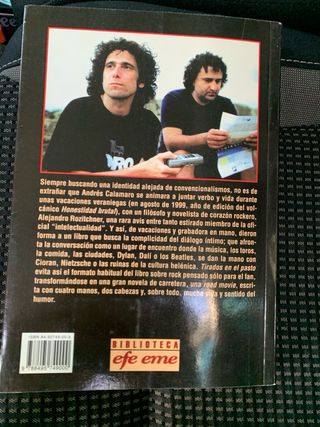 Siempre buscando una identidad alejada de convencionalismos, no es de
extrañar que Andrés Calamaro se animara a juntar verbo y vida durante
unas vacaciones veraniegas (en agosto de 1999, año de edición del vol-
cánico Honestidad brutal), con un filósofo y novelista de corazón rockero,
Alejandro Rozitchner, una rara avis entre tanto estirado miembro de la ofi-
cial "intelectualidad". Y así, de vacaciones y grabadora en mano, dieron
forma a un libro que busca la complicidad del diálogo íntimo; que afron-
ta la conversación como un lugar de encuentro donde la música, los toros,
la comida, las ciudades, Dylan, Dalí o los Beatles, se dan la mano con
Cioran, Nietzsche o las ruinas de la cultura helénica. Tirados en el pasto
evita así el formato habitual del libro sobre rock pensado sólo para el fan,
transformándose en una gran novela de carretera, una road movie, escri-
ta con cuatro manos, dos cabezas y, sobre todo, mucha vida y sentido del
humor.
BIBLIOTECA
efe eme